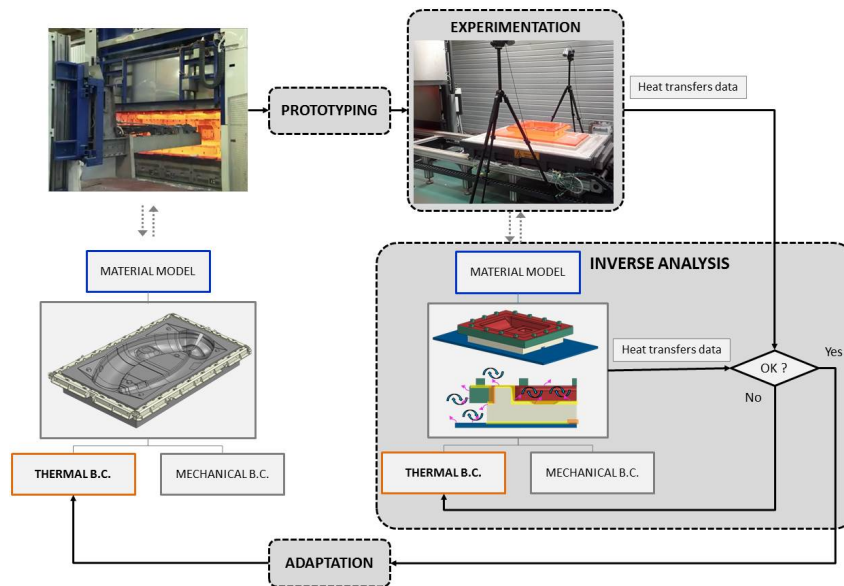 EXPERIMENTATION
PROTOTYPING
Heat transfers data
MATERIAL MODEL
INVERSE ANALYSIS
MATERIAL MODEL
Heat transfers data
OK ?
Yes
No
THERMAL B.C.
MECHANICAL B.C.
THERMAL B.C.
MECHANICAL B.C.
ADAPTATION